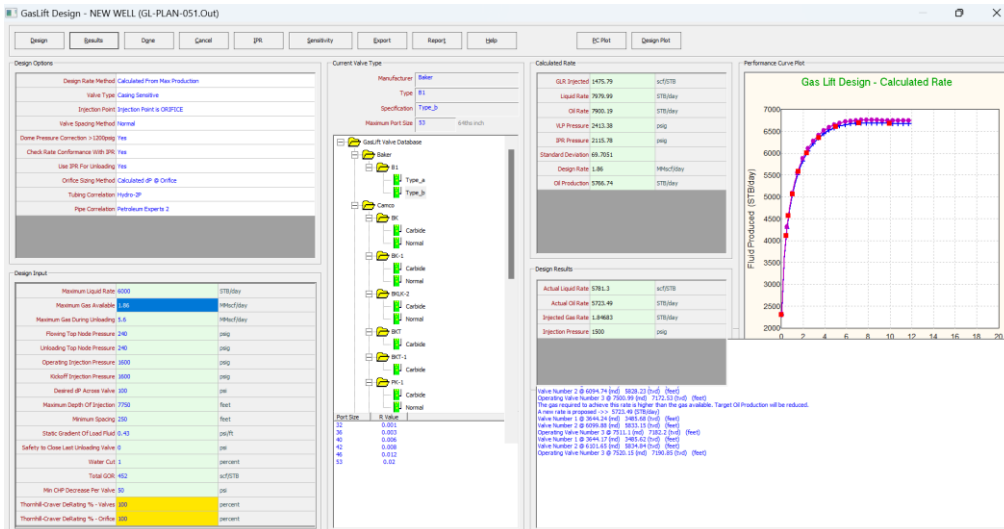 GasLift Design - NEW WELL (GL-PLAN-051.Out)
Design Results Done Cancel IPR Sensitivity Export Report Help PC Plot Design Plot
Design Options
Design Rate Method Calculated From Max Production
Valve Type Casing Sensitive
Injection Point Injection Point is ORIFICE
Valve Spacing Method Normal
Dome Pressure Correction >1200psig Yes
Check Rate Conformance With IPR Yes
Use IPR For Unloading Yes
Orifice Sizing Method Calculated dP @ Orifice
Tubing Correlation Hydro-3P
Pipe Correlation Petroleum Experts 2
Design Input
Maximum Liquid Rate 6000 STB/day
Maximum Gas Available 1.86 MMscf/day
Maximum Gas During Unloading 5.6 MMscf/day
Flowing Top Node Pressure 240 psig
Unloading Top Node Pressure 240 psig
Operating Injection Pressure 1600 psig
Kickoff Injection Pressure 1600 psig
Desired dP Across Valve 100 psi
Maximum Depth Of Injection 7750 feet
Minimum Spacing 250 feet
Static Gradient Of Load Fluid 0.43 psi/ft
Safety to Close Last Unloading Valve 0 psi
Water Cut 1 percent
Total GOR 452 scf/STB
Min CHP Decrease Per Valve 50 psi
Thornhill-Craver DeRating % - Valves 100 percent
Thornhill-Craver DeRating % - Orifice 100 percent
Current Valve Type
Manufacturer Baker
Type B1
Specification Type_b
Maximum Port Size 53 64ths inch
GasLift Valve Database
Baker
B1
Type_a
Type_b
Camco
BK
Carbide
Normal
BK-1
Carbide
Normal
BKLK-2
Carbide
Normal
BKT
Carbide
BKT-1
Carbide
PK-1
Carbide
Normal
Port Size R Value
32 0.001
36 0.003
40 0.006
42 0.008
46 0.012
53 0.02
Calculated Rate
GLR Injected 1475.79 scf/STB
Liquid Rate 7979.99 STB/day
Oil Rate 7900.19 STB/day
VLP Pressure 2413.38 psig
IPR Pressure 2115.78 psig
Standard Deviation 69.7051
Design Rate 1.86 MMscf/day
Oil Production 5766.74 STB/day
Design Results
Actual Liquid Rate 5781.3 scf/STB
Actual Oil Rate 5723.49 STB/day
Injected Gas Rate 1.84683 STB/day
Injection Pressure 1500 psig
Valve Number 2 @ 6094.74 (md) 5828.23 (tvd) (feet)
Operating Valve Number 3 @ 7500.99 (md) 7172.53 (tvd) (feet)
The gas required to achieve this rate is higher than the gas available. Target Oil Production will be reduced.
A new rate is proposed ->> 5723.49 (STB/day)
Valve Number 1 @ 3644.24 (md) 3485.68 (tvd) (feet)
Valve Number 2 @ 6099.88 (md) 5833.15 (tvd) (feet)
Operating Valve Number 3 @ 7511.1 (md) 7182.2 (tvd) (feet)
Valve Number 1 @ 3644.17 (md) 3485.62 (tvd) (feet)
Valve Number 2 @ 6101.65 (md) 5834.84 (tvd) (feet)
Operating Valve Number 3 @ 7520.15 (md) 7190.85 (tvd) (feet)
Performance Curve Plot
Gas Lift Design - Calculated Rate
Fluid Produced (STB/day)
7000
6500
6000
5500
5000
4500
4000
3500
3000
2500
2000
0 2 4 6 8 10 12 14 16 18 20